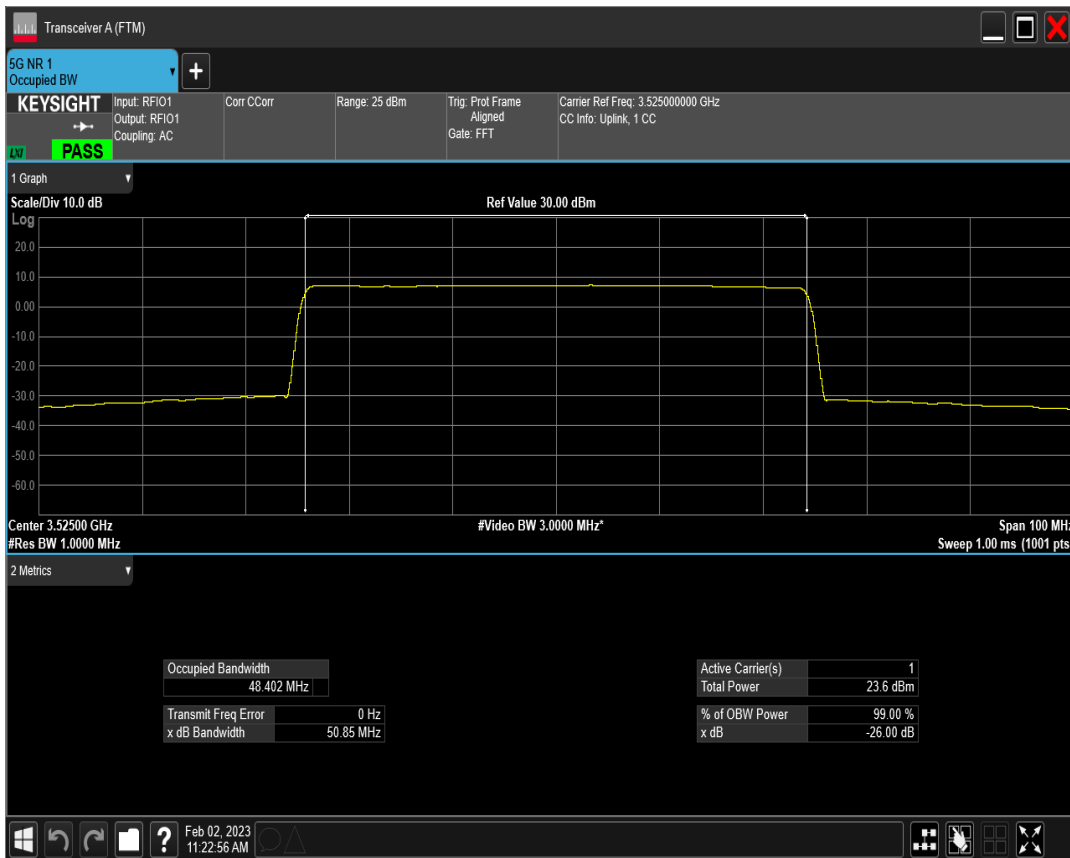 Transceiver A (FTM)
5G NR 1
Occupied BW
+
KEYSIGHT
LXI
PASS
Input: RFIO1
Output: RFIO1
Coupling: AC
Corr CCorr
Range: 25 dBm
Trig: Prot Frame
Aligned
Gate: FFT
Carrier Ref Freq: 3.525000000 GHz
CC Info: Uplink, 1 CC
1 Graph
Scale/Div 10.0 dB
Ref Value 30.00 dBm
Log
20.0
10.0
0.00
-10.0
-20.0
-30.0
-40.0
-50.0
-60.0
Center 3.52500 GHz
#Video BW 3.0000 MHz*
Span 100 MHz
#Res BW 1.0000 MHz
Sweep 1.00 ms (1001 pts
2 Metrics
Occupied Bandwidth
48.402 MHz
Transmit Freq Error 0 Hz
x dB Bandwidth 50.85 MHz
Active Carrier(s) 1
Total Power 23.6 dBm
% of OBW Power 99.00 %
x dB -26.00 dB
?
Feb 02, 2023
11:22:56 AM